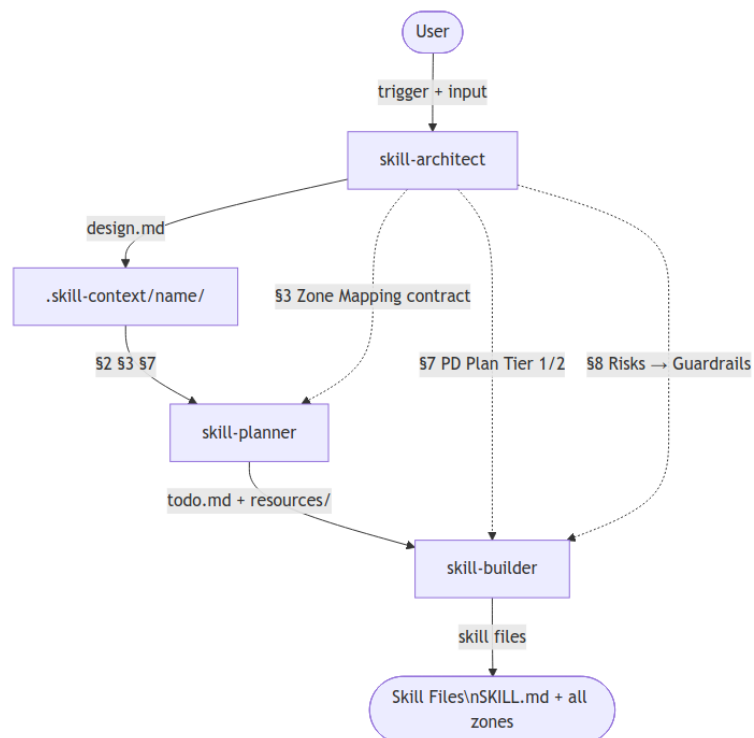 User
trigger + input
skill-architect
design.md
.skill-context/name/
§3 Zone Mapping contract
§2 §3 §7
§7 PD Plan Tier 1/2
§8 Risks → Guardrails
skill-planner
todo.md + resources/
skill-builder
skill files
Skill Files\nSKILL.md + all
zones